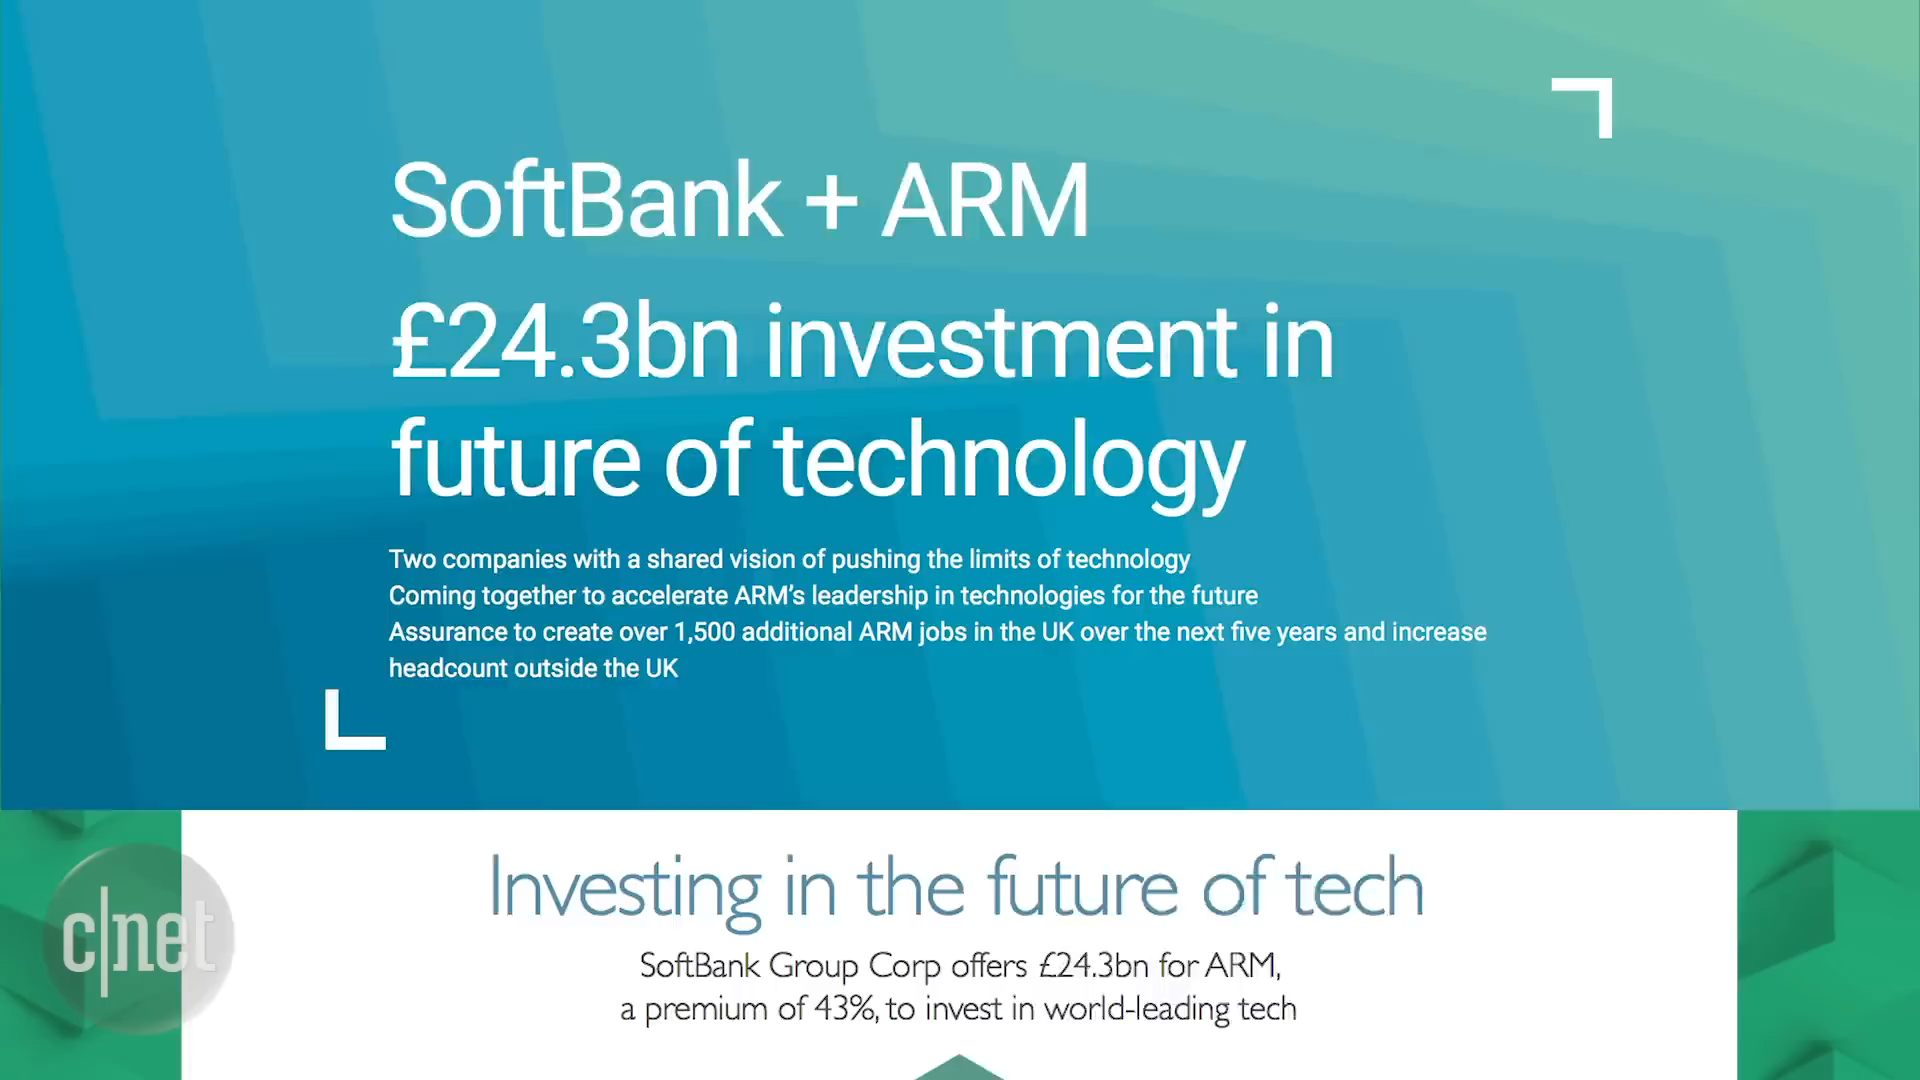 SoftBank + ARM
£24.3bn investment in
future of technology
Two companies with a shared vision of pushing the limits of technology
Coming together to accelerate ARM’s leadership in technologies for the future
Assurance to create over 1,500 additional ARM jobs in the UK over the next five years and increase
headcount outside the UK
Investing in the future of tech
SoftBank Group Corp offers £24.3bn for ARM,
a premium of 43%, to invest in world-leading tech
c|net